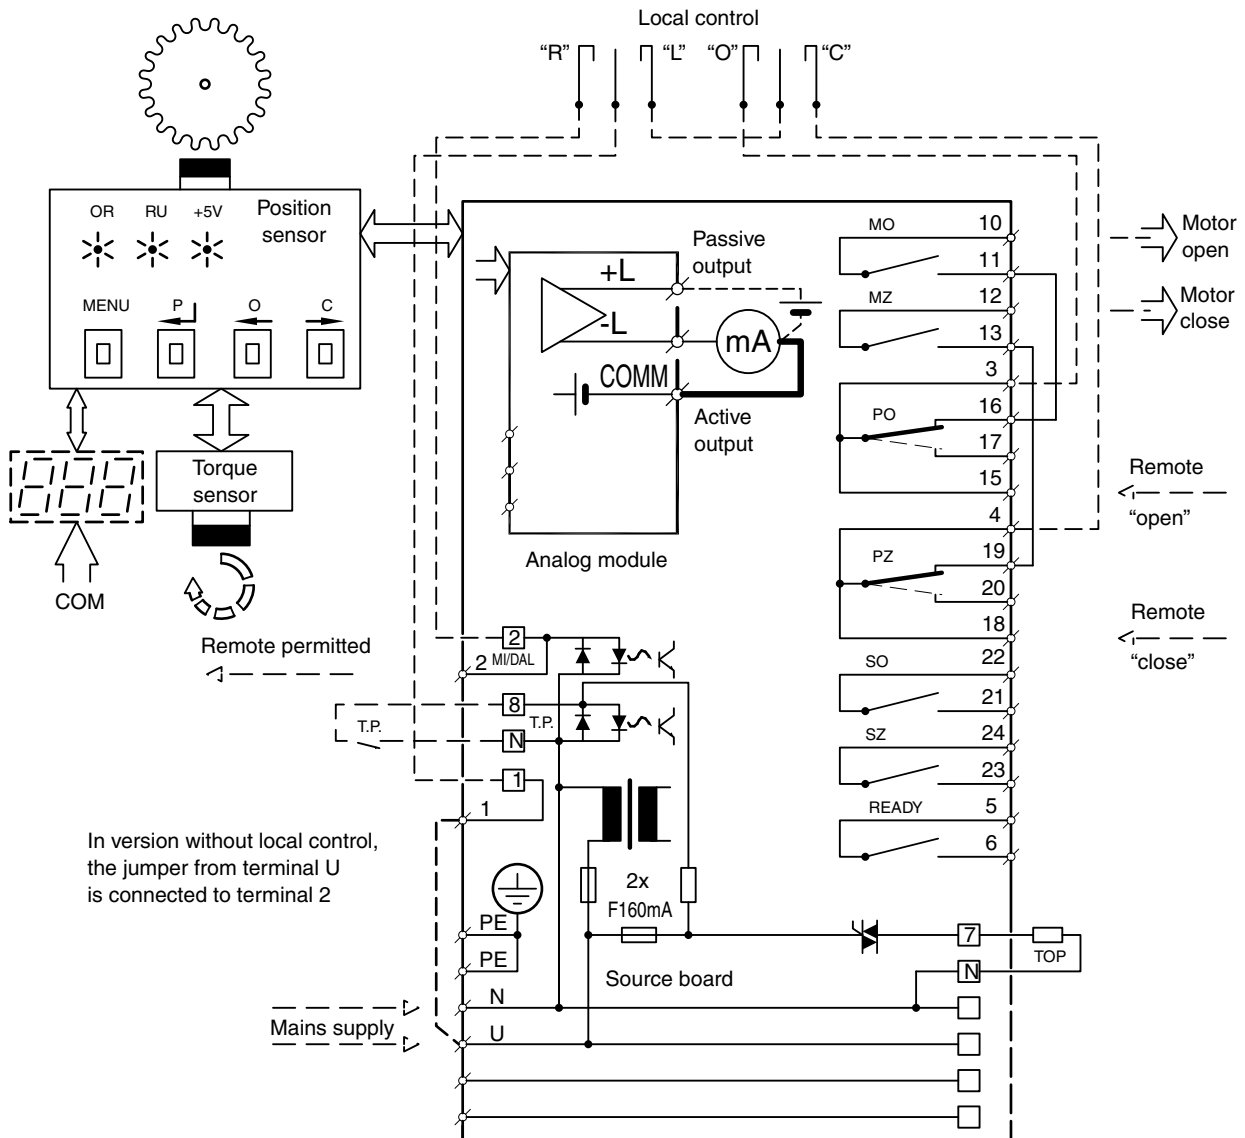 Local control
“R”
“L”
“O”
“C”
OR
RU
+5V
Position
sensor
MENU
P
O
C
Torque
sensor
COM
Passive
output
+L
-L
mA
COMM
Active
output
Analog module
MO
10
11
MZ
12
13
3
PO
16
17
15
4
PZ
19
20
18
SO
22
21
SZ
24
23
READY
5
6
Motor
open
Motor
close
Remote
“open”
Remote
“close”
Remote permitted
2
2
MI/DAL
8
T.P.
T.P.
N
1
1
In version without local control,
the jumper from terminal U
is connected to terminal 2
2x
F160mA
PE
PE
7
TOP
N
Source board
N
Mains supply
U